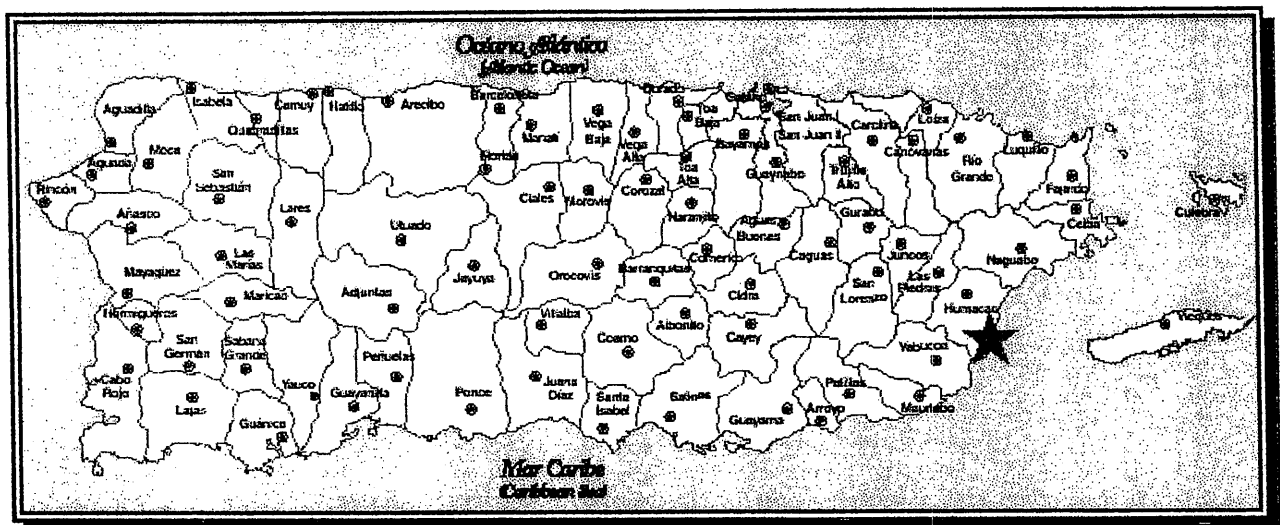 Océano Atlántico
(Atlantic Ocean)
Aguadilla
Isabela
Camuy
Hatillo
Arecibo
Barceloneta
Dorado
Toa
Baja
Cataño
San Juan
(San Juan
Carolina
Loíza
Quebradillas
Manatí
Vega
Baja
Vega
Alta
Bayamón
Canóvanas
Río
Grande
Luquillo
Aguada
Moca
Florida
Toa
Alta
Guaynabo
Trujillo
Alto
Fajardo
Rincón
San
Sebastián
Ciales
Morovis
Corozal
Culebra
Añasco
Lares
Utuado
Naranjito
Aguas
Buenas
Gurabo
Ceiba
Mayagüez
Las
Marías
Jayuya
Orocovis
Barranquitas
Comerío
Caguas
Juncos
Naguabo
Maricao
Adjuntas
Cidra
San
Lorenzo
Las
Piedras
Humacao
Hormigueros
Villalba
Aibonito
Vieques
San
Germán
Sabana
Grande
Peñuelas
Coamo
Cayey
Yabucoa
Cabo
Rojo
Lajas
Yauco
Guayanilla
Ponce
Juana
Díaz
Santa
Isabel
Salinas
Patillas
Maunabo
Guánica
Guayama
Arroyo
Mar Caribe
(Caribbean Sea)